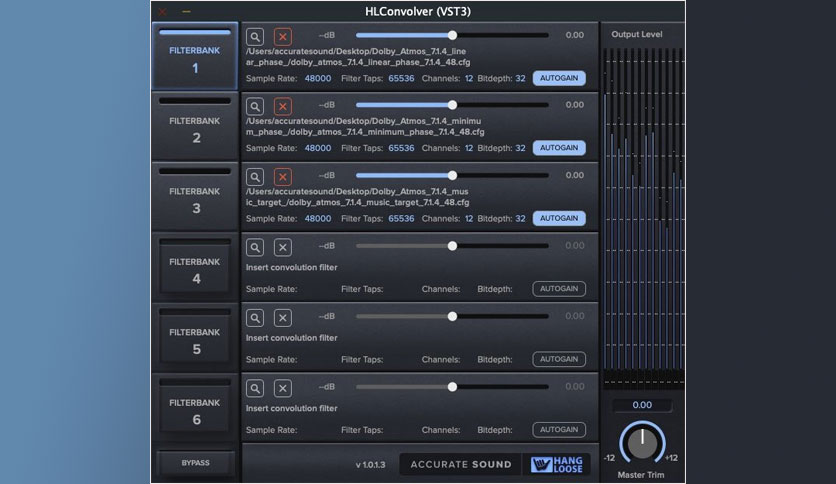 HLConvolver (VST3)
FILTERBANK
1
--dB
0.00
/Users/accuratesound/Desktop/Dolby_Atmos_7.1.4_line
ar_phase_/dolby_atmos_7.1.4_linear_phase_7.1.4_48.cfg
Sample Rate: 48000 Filter Taps: 65536 Channels: 12 Bitdepth: 32 AUTOGAIN
FILTERBANK
2
--dB
0.00
/Users/accuratesound/Desktop/Dolby_Atmos_7.1.4_minimu
m_phase_/dolby_atmos_7.1.4_minimum_phase_7.1.4_48.cfg
Sample Rate: 48000 Filter Taps: 65536 Channels: 12 Bitdepth: 32 AUTOGAIN
FILTERBANK
3
--dB
0.00
/Users/accuratesound/Desktop/Dolby_Atmos_7.1.4_mus
ic_target_/dolby_atmos_7.1.4_music_target_7.1.4_48.cfg
Sample Rate: 48000 Filter Taps: 65536 Channels: 12 Bitdepth: 32 AUTOGAIN
FILTERBANK
4
--dB
0.00
Insert convolution filter
Sample Rate: Filter Taps: Channels: Bitdepth: AUTOGAIN
FILTERBANK
5
--dB
0.00
Insert convolution filter
Sample Rate: Filter Taps: Channels: Bitdepth: AUTOGAIN
FILTERBANK
6
--dB
0.00
Insert convolution filter
Sample Rate: Filter Taps: Channels: Bitdepth: AUTOGAIN
BYPASS
v 1.0.1.3
ACCURATE SOUND
HANG
LOOSE
Output Level
0.00
-12 +12
Master Trim